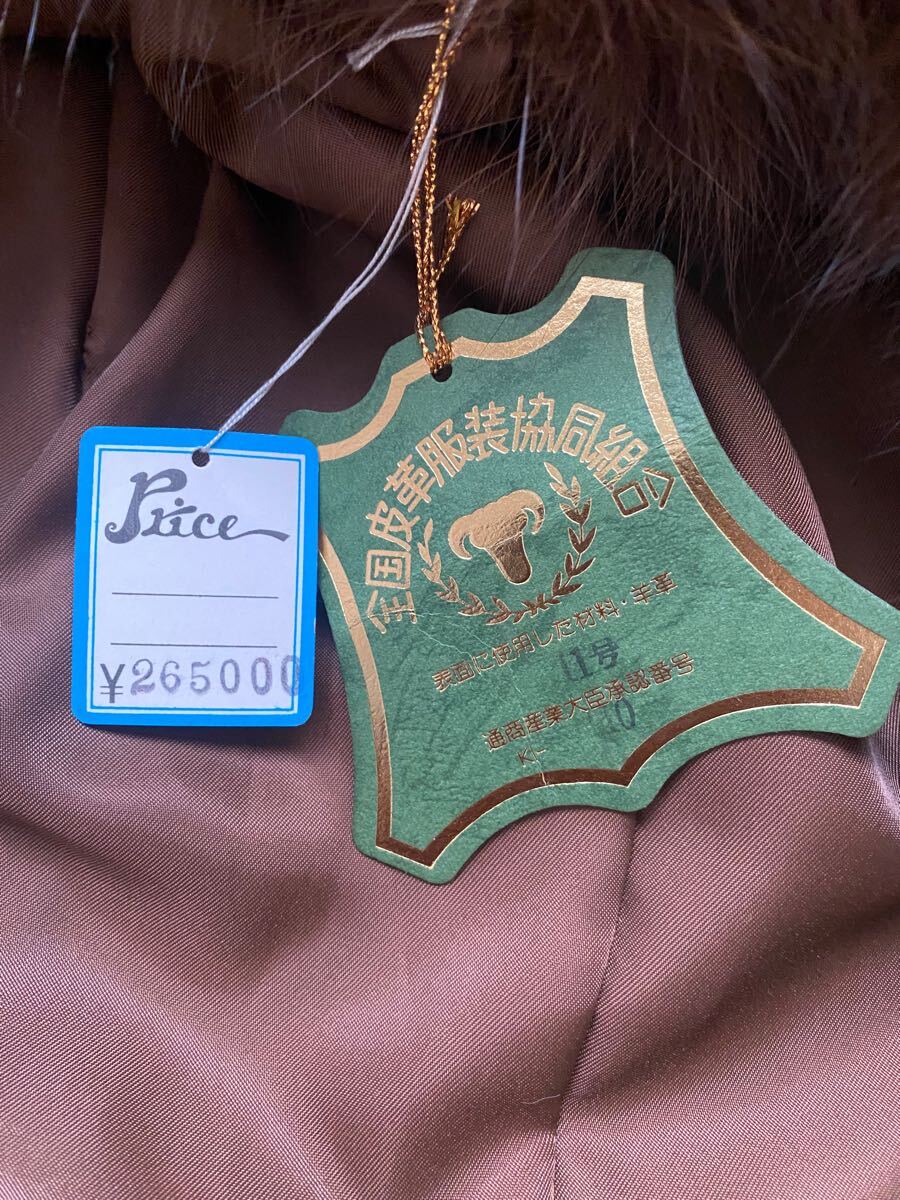 Price
¥265000
全国皮革服装協同組合
表面に使用した材料・羊革
11号
通商産業大臣承認番号
K
10